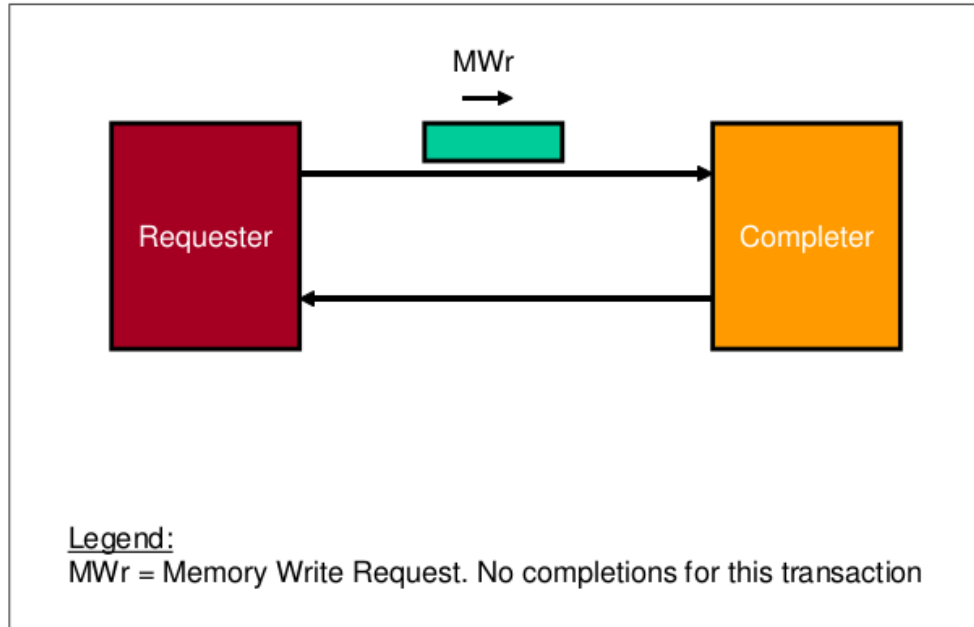 MWr
Requester
Completer
Legend:
MWr = Memory Write Request. No completions for this transaction